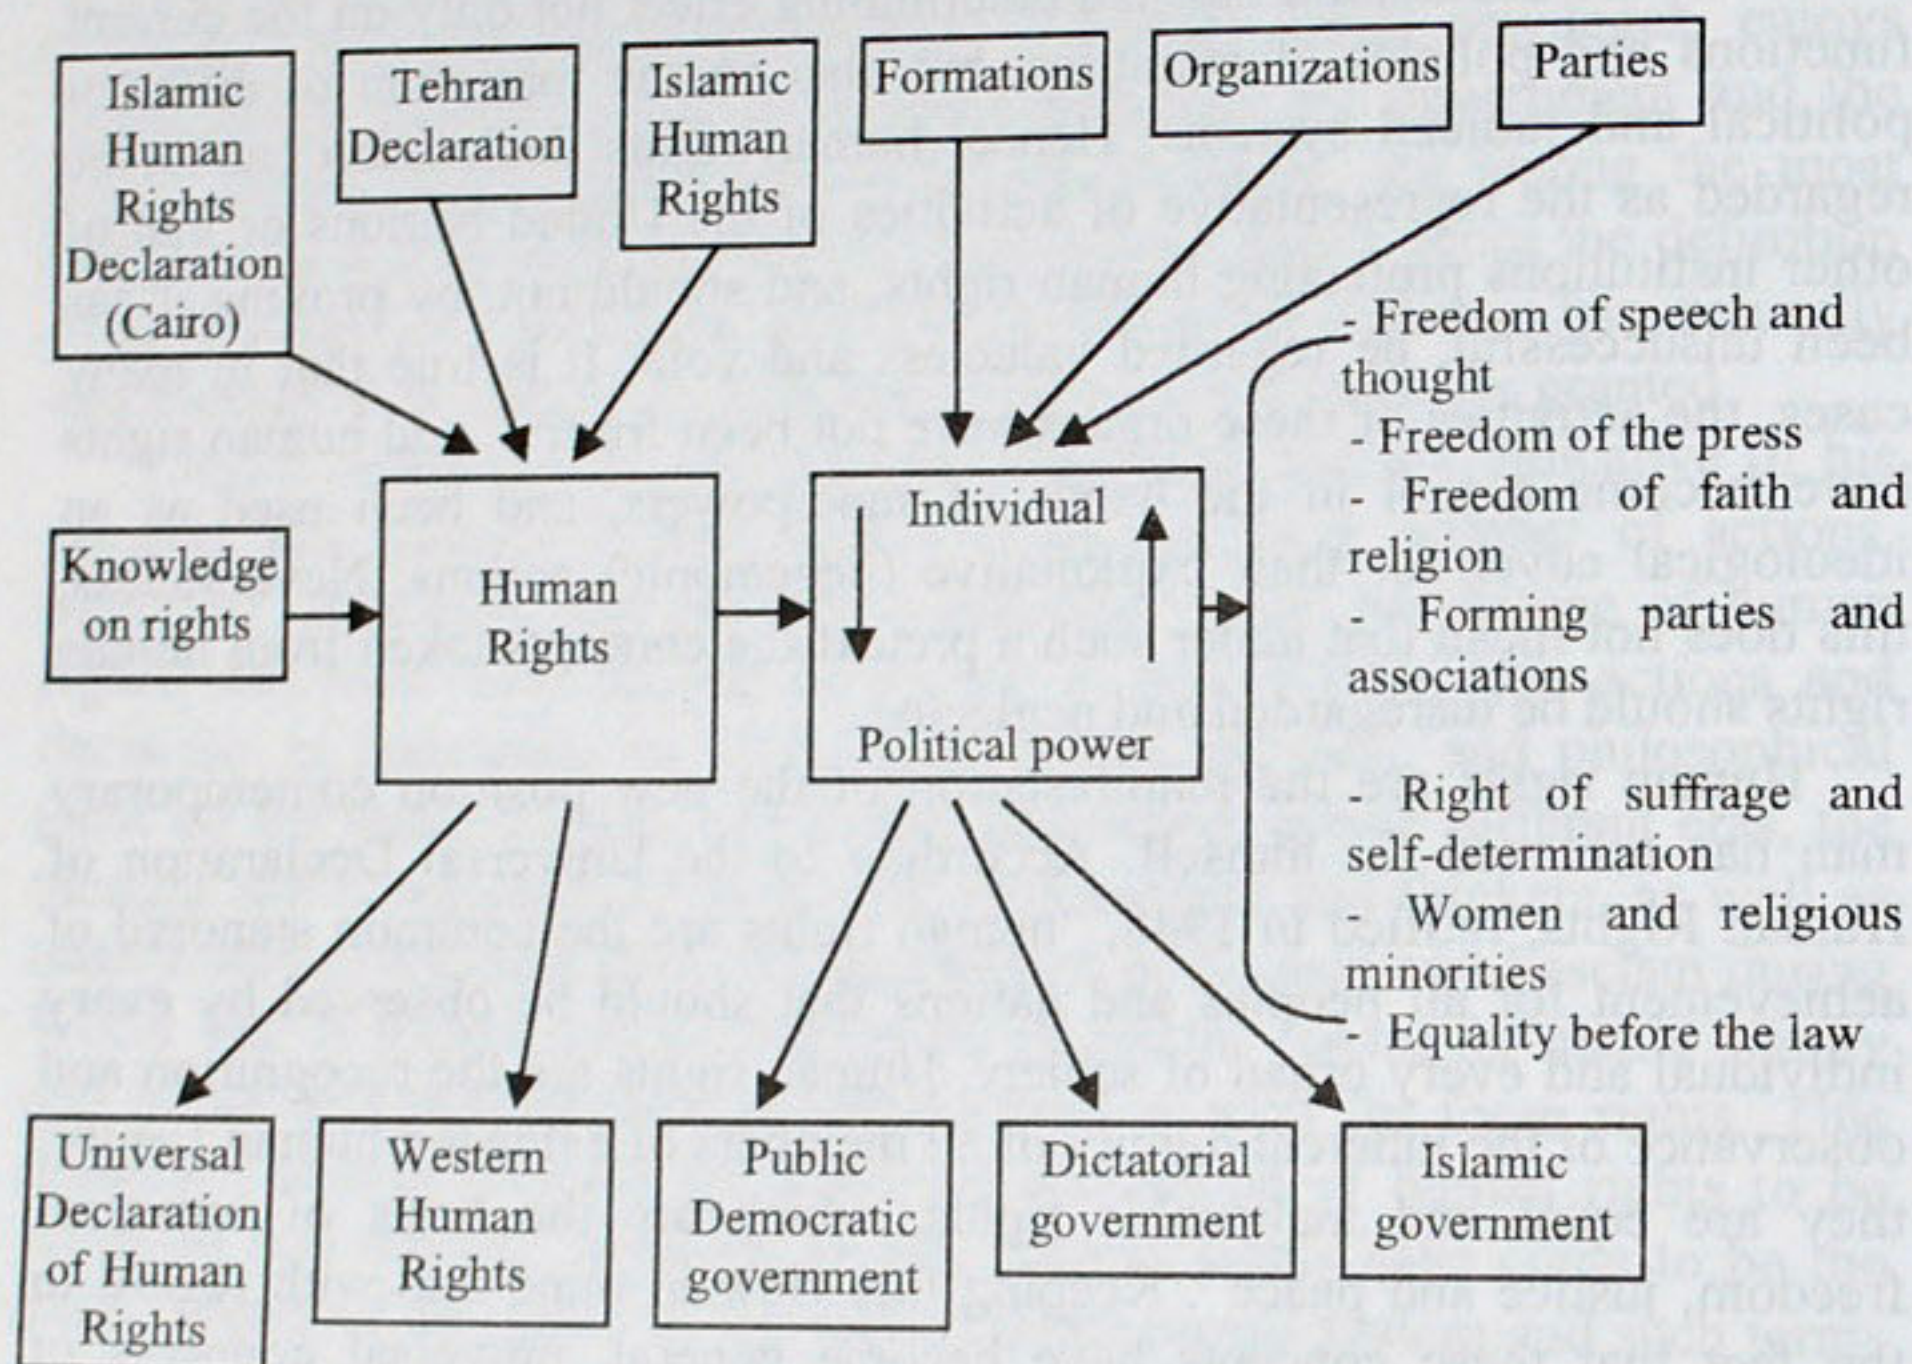 Islamic
Human
Rights
Declaration
(Cairo)
Tehran
Declaration
Islamic
Human
Rights
Formations
Organizations
Parties
Knowledge
on rights
Human
Rights
Individual
Political power
- Freedom of speech and
thought
- Freedom of the press
- Freedom of faith and
religion
- Forming parties and
associations
- Right of suffrage and
self-determination
- Women and religious
minorities
- Equality before the law
Universal
Declaration
of Human
Rights
Western
Human
Rights
Public
Democratic
government
Dictatorial
government
Islamic
government